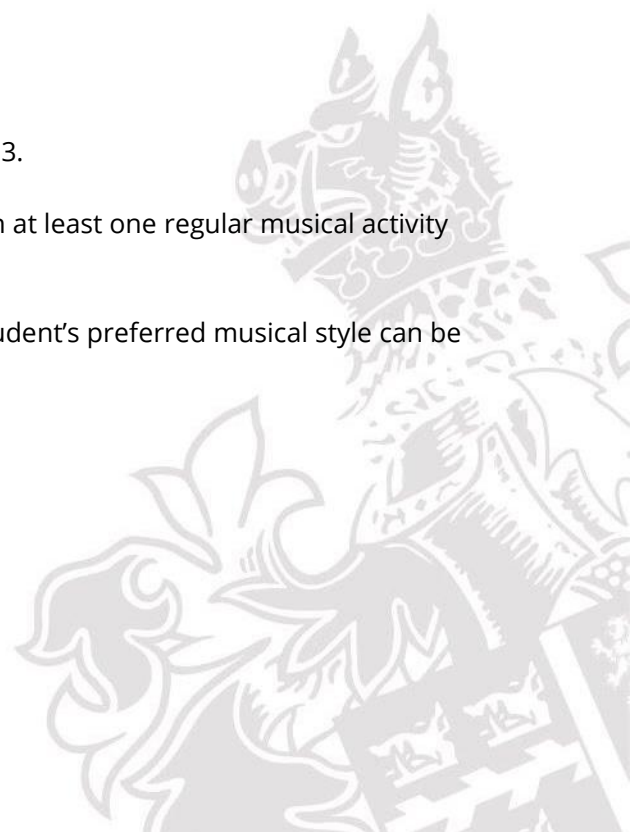 3.
at least one regular musical activity
udent's preferred musical style can be